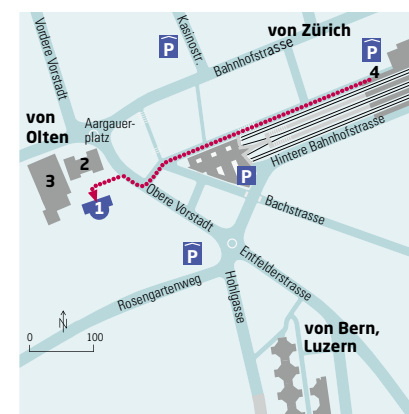 von Zürich
Kasinostr.
Vordere Vorstadt
P
P
4
Bahnhofstrasse
von
Olten
Aargauer-
platz
2
3
1
Hintere Bahnhofstrasse
P
Obere Vorstadt
Bachstrasse
P
Entfelderstrasse
Rosengartenweg
Hohlgasse
N
0 100
von Bern,
Luzern